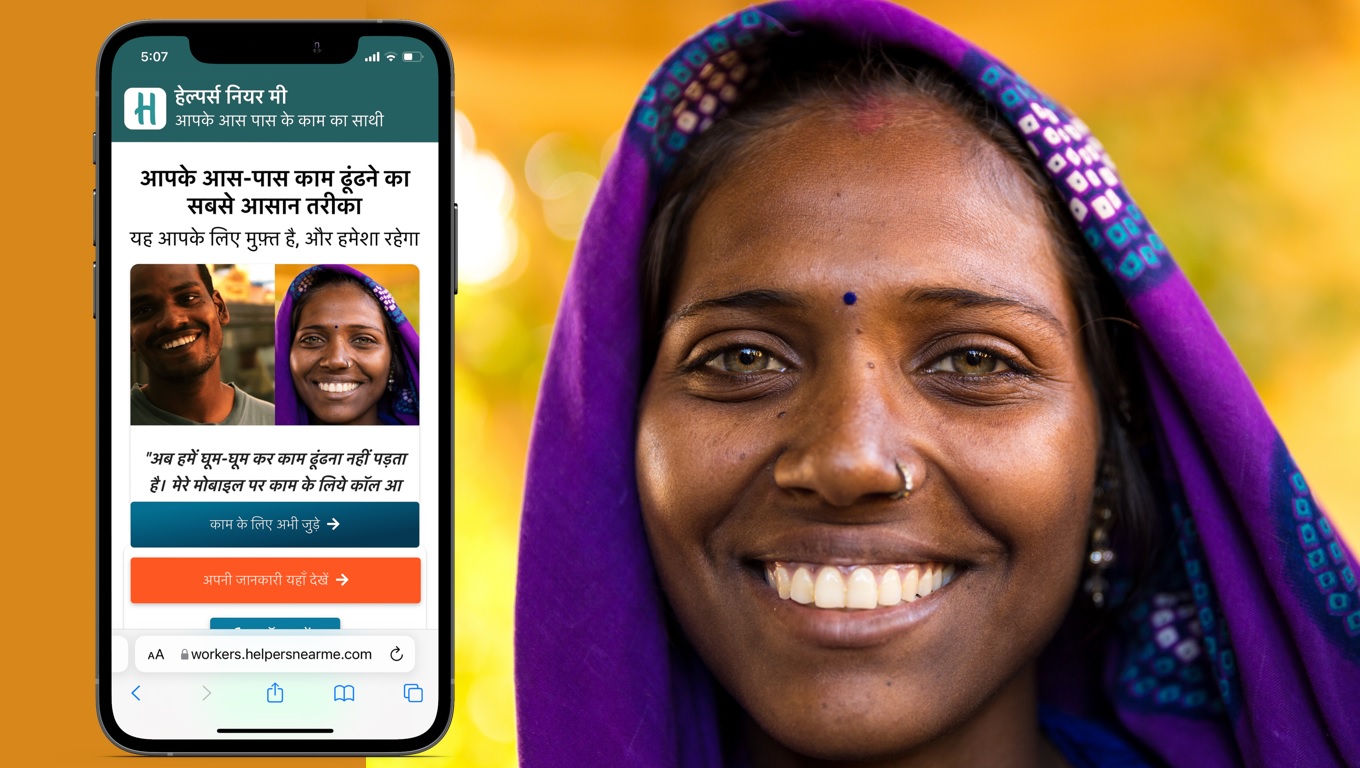 5:07
हेल्पर्स नियर मी
आपके आस पास के काम का साथी
आपके आस-पास काम ढूंढने का
सबसे आसान तरीका
यह आपके लिए मुफ़्त है, और हमेशा रहेगा
"अब हमें घूम-घूम कर काम ढूंढना नहीं पड़ता
है। मेरे मोबाइल पर काम के लिये कॉल आ
काम के लिए अभी जुड़े →
अपनी जानकारी यहाँ देखें →
AA workers.helpersnearme.com